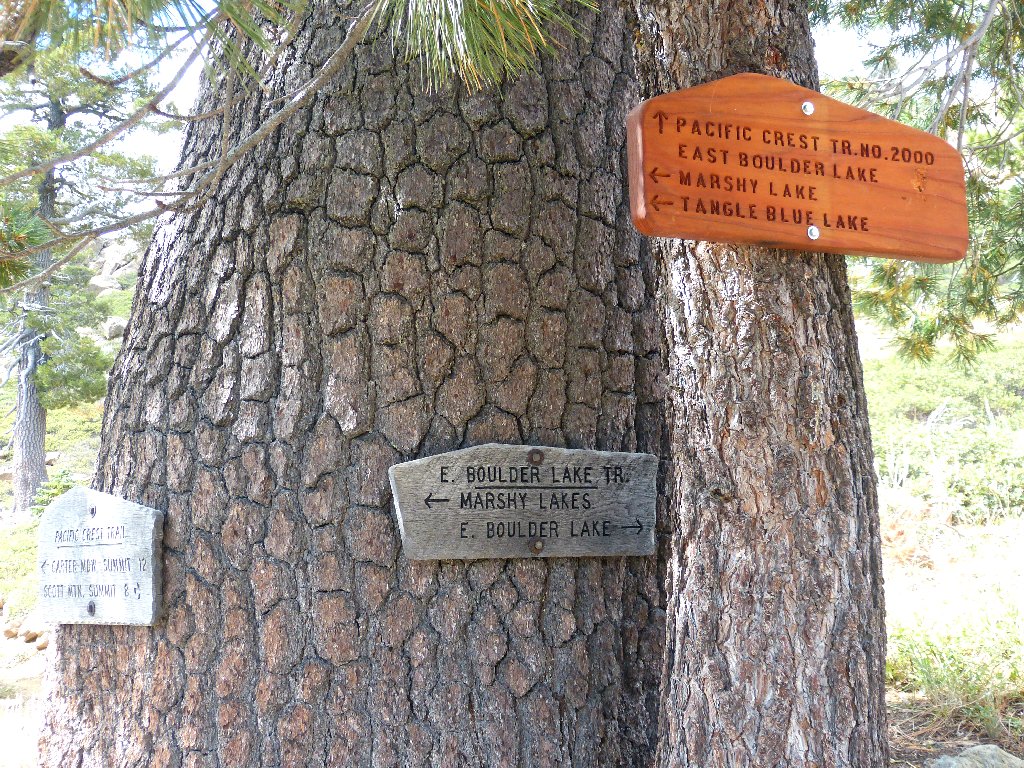 PACIFIC CREST TRAIL
← CARTER MDW. SUMMIT 12
SCOTT MTN. SUMMIT 8
E. BOULDER LAKE TR.
← MARSHY LAKES
E. BOULDER LAKE →
↑ PACIFIC CREST TR.NO.2000
EAST BOULDER LAKE
← MARSHY LAKE
← TANGLE BLUE LAKE